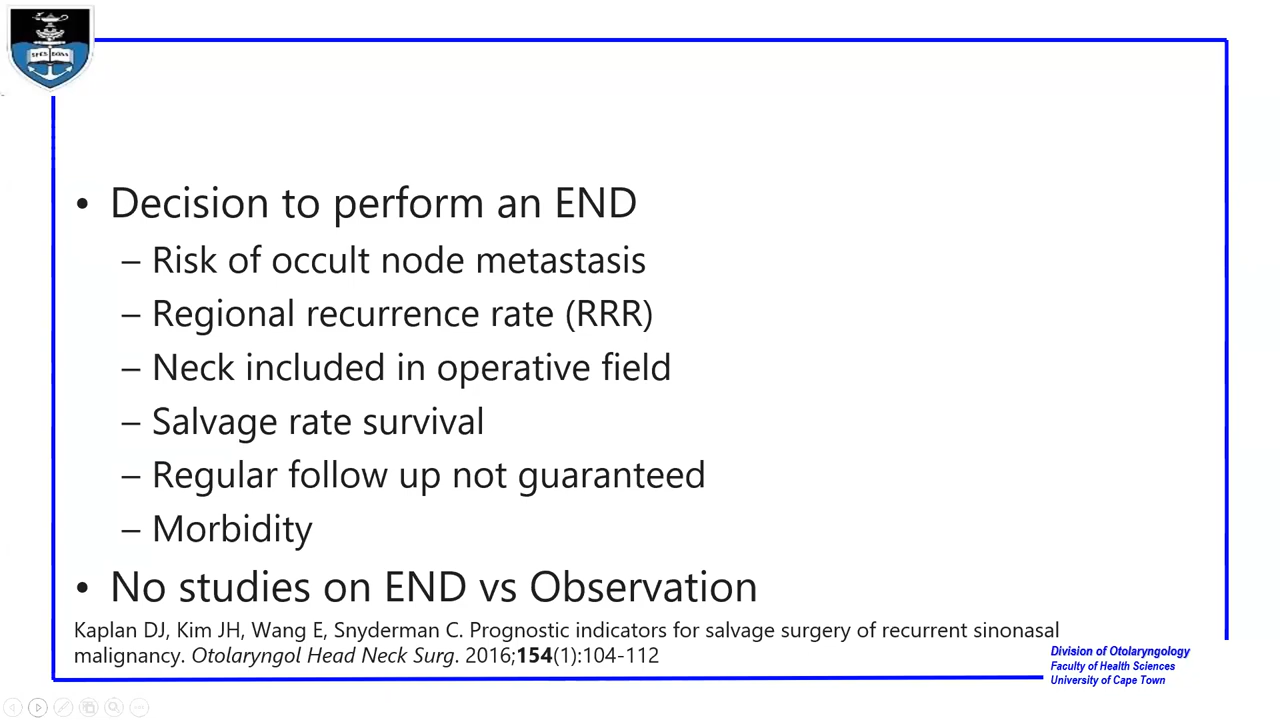 • Decision to perform an END
– Risk of occult node metastasis
– Regional recurrence rate (RRR)
– Neck included in operative field
– Salvage rate survival
– Regular follow up not guaranteed
– Morbidity
• No studies on END vs Observation
Kaplan DJ, Kim JH, Wang E, Snyderman C. Prognostic indicators for salvage surgery of recurrent sinonasal
malignancy. Otolaryngol Head Neck Surg. 2016;154(1):104-112
Division of Otolaryngology
Faculty of Health Sciences
University of Cape Town